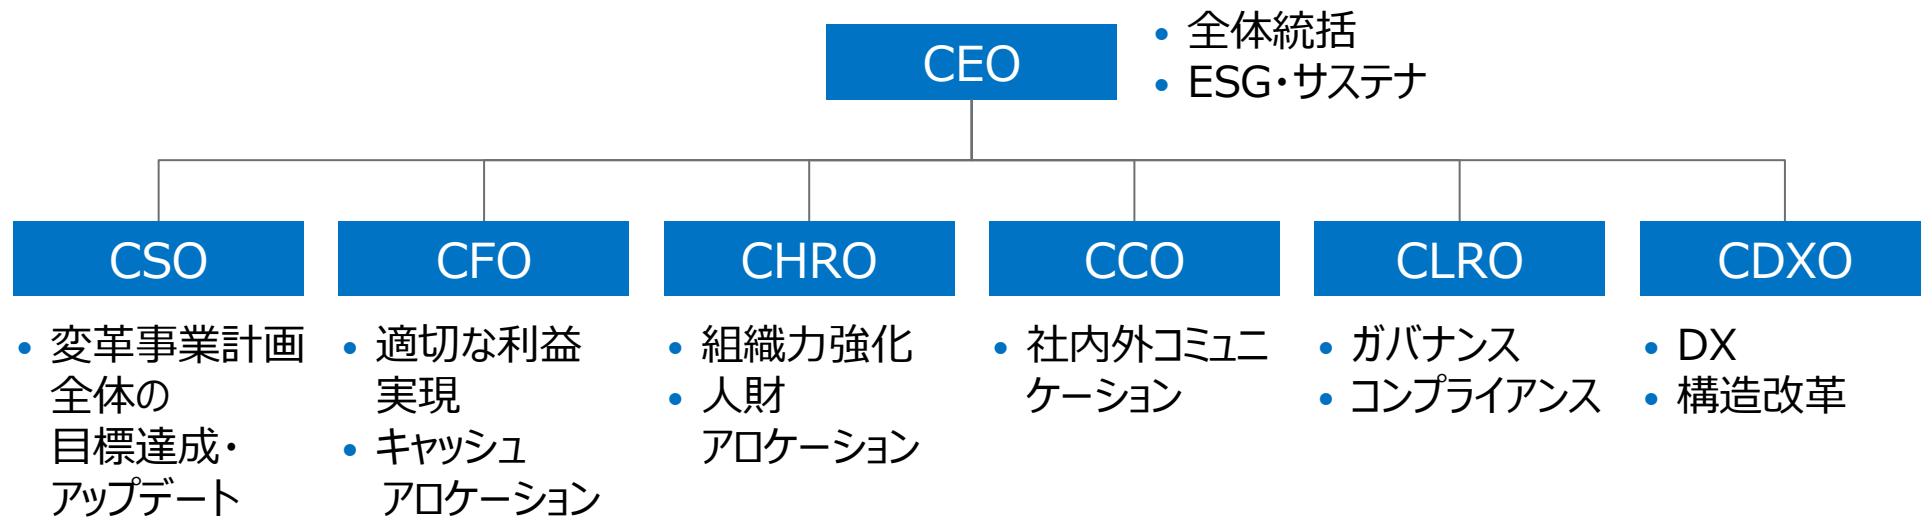 CEO
• 全体統括
• ESG・サステナ
CSO
• 変革事業計画
全体の
目標達成・
アップデート
CFO
• 適切な利益
実現
• キャッシュ
アロケーション
CHRO
• 組織力強化
• 人財
アロケーション
CCO
• 社内外コミュニ
ケーション
CLRO
• ガバナンス
• コンプライアンス
CDXO
• DX
• 構造改革